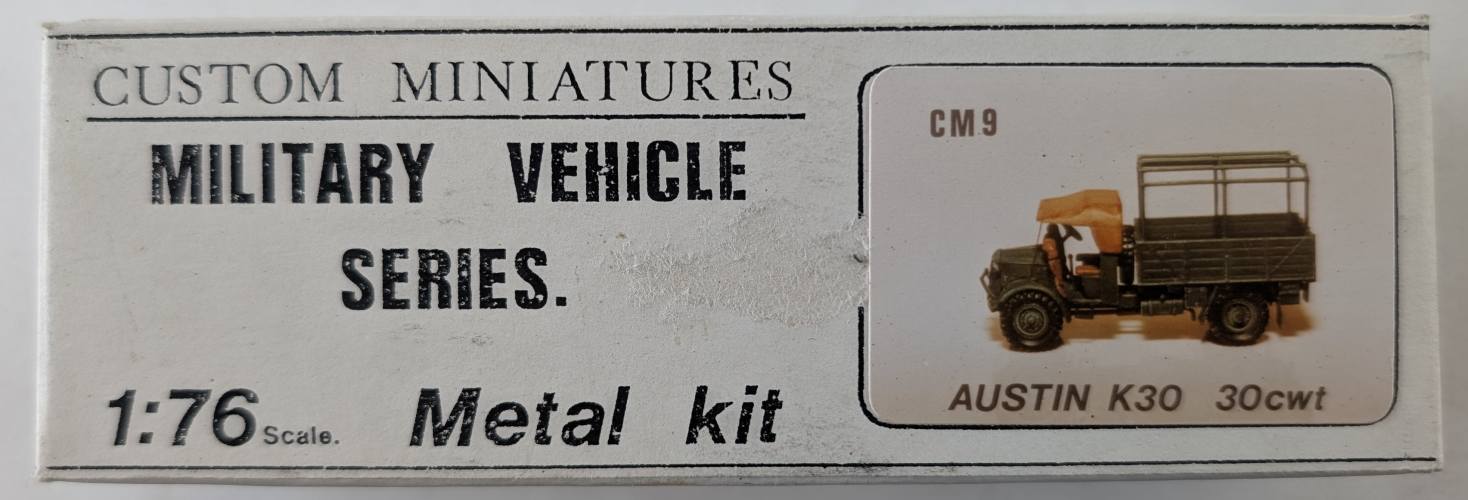 CUSTOM MINIATURES
MILITARY VEHICLE
SERIES.
1:76 Scale. Metal kit
CM9
AUSTIN K30 30cwt